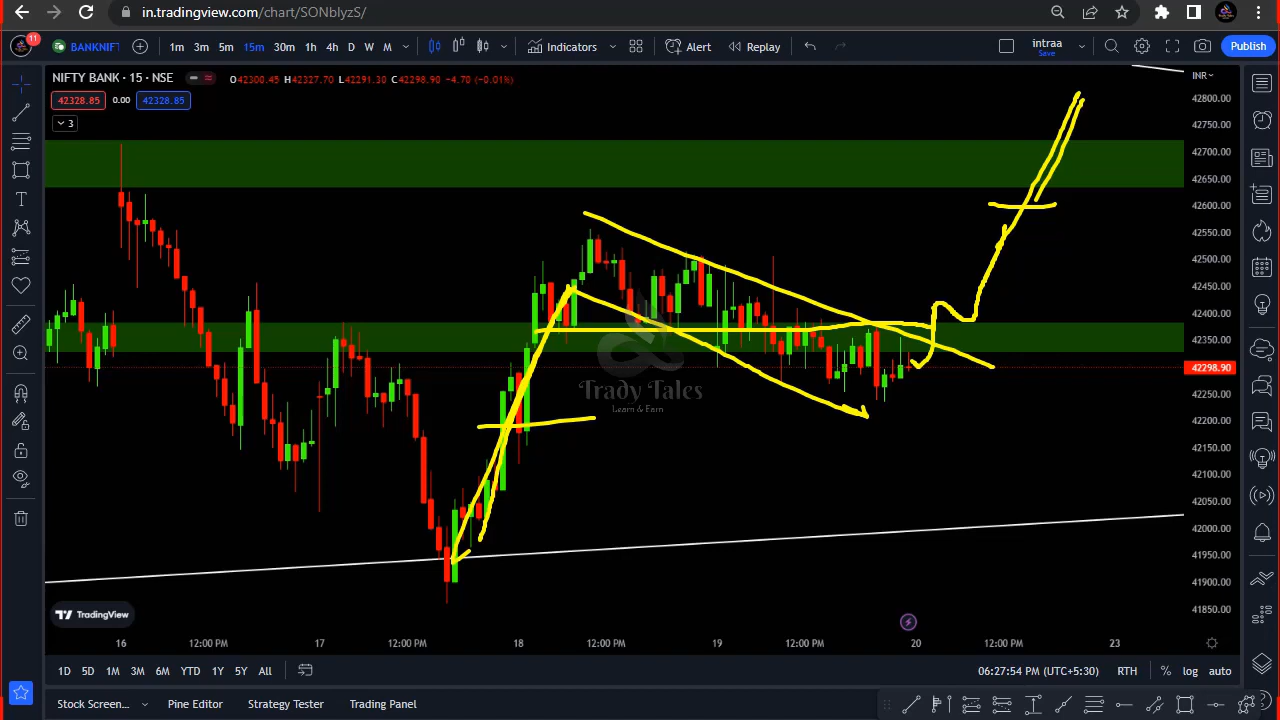 in.tradingview.com/chart/SONblyzS/
11 BANKNIFT 1m 3m 5m 15m 30m 1h 4h D W M Indicators Alert Replay intraa Save Publish
NIFTY BANK · 15 · NSE O42300.45 H42327.70 L42291.30 C42298.90 -4.70 (-0.01%) INR
42328.85 0.00 42328.85
3
42800.00
42750.00
42700.00
42650.00
42600.00
42550.00
42500.00
42450.00
42400.00
42350.00
42298.90
42250.00
42200.00
42150.00
42100.00
42050.00
42000.00
41950.00
41900.00
41850.00
Trady Tales
Learn & Earn
TradingView
16 12:00 PM 17 12:00 PM 18 12:00 PM 19 12:00 PM 20 12:00 PM 23
1D 5D 1M 3M 6M YTD 1Y 5Y All 06:27:54 PM (UTC+5:30) RTH % log auto
Stock Screen... Pine Editor Strategy Tester Trading Panel